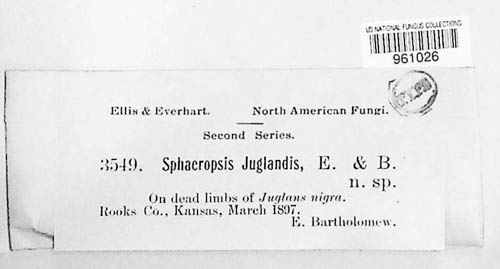 US NATIONAL FUNGUS COLLECTIONS
961026
Ellis & Everhart. North American Fungi.
Second Series.
3549. Sphaeropsis Juglandis, E. & B.
n. sp.
On dead limbs of Juglans nigra.
Rooks Co., Kansas, March 1897.
E. Bartholomew.